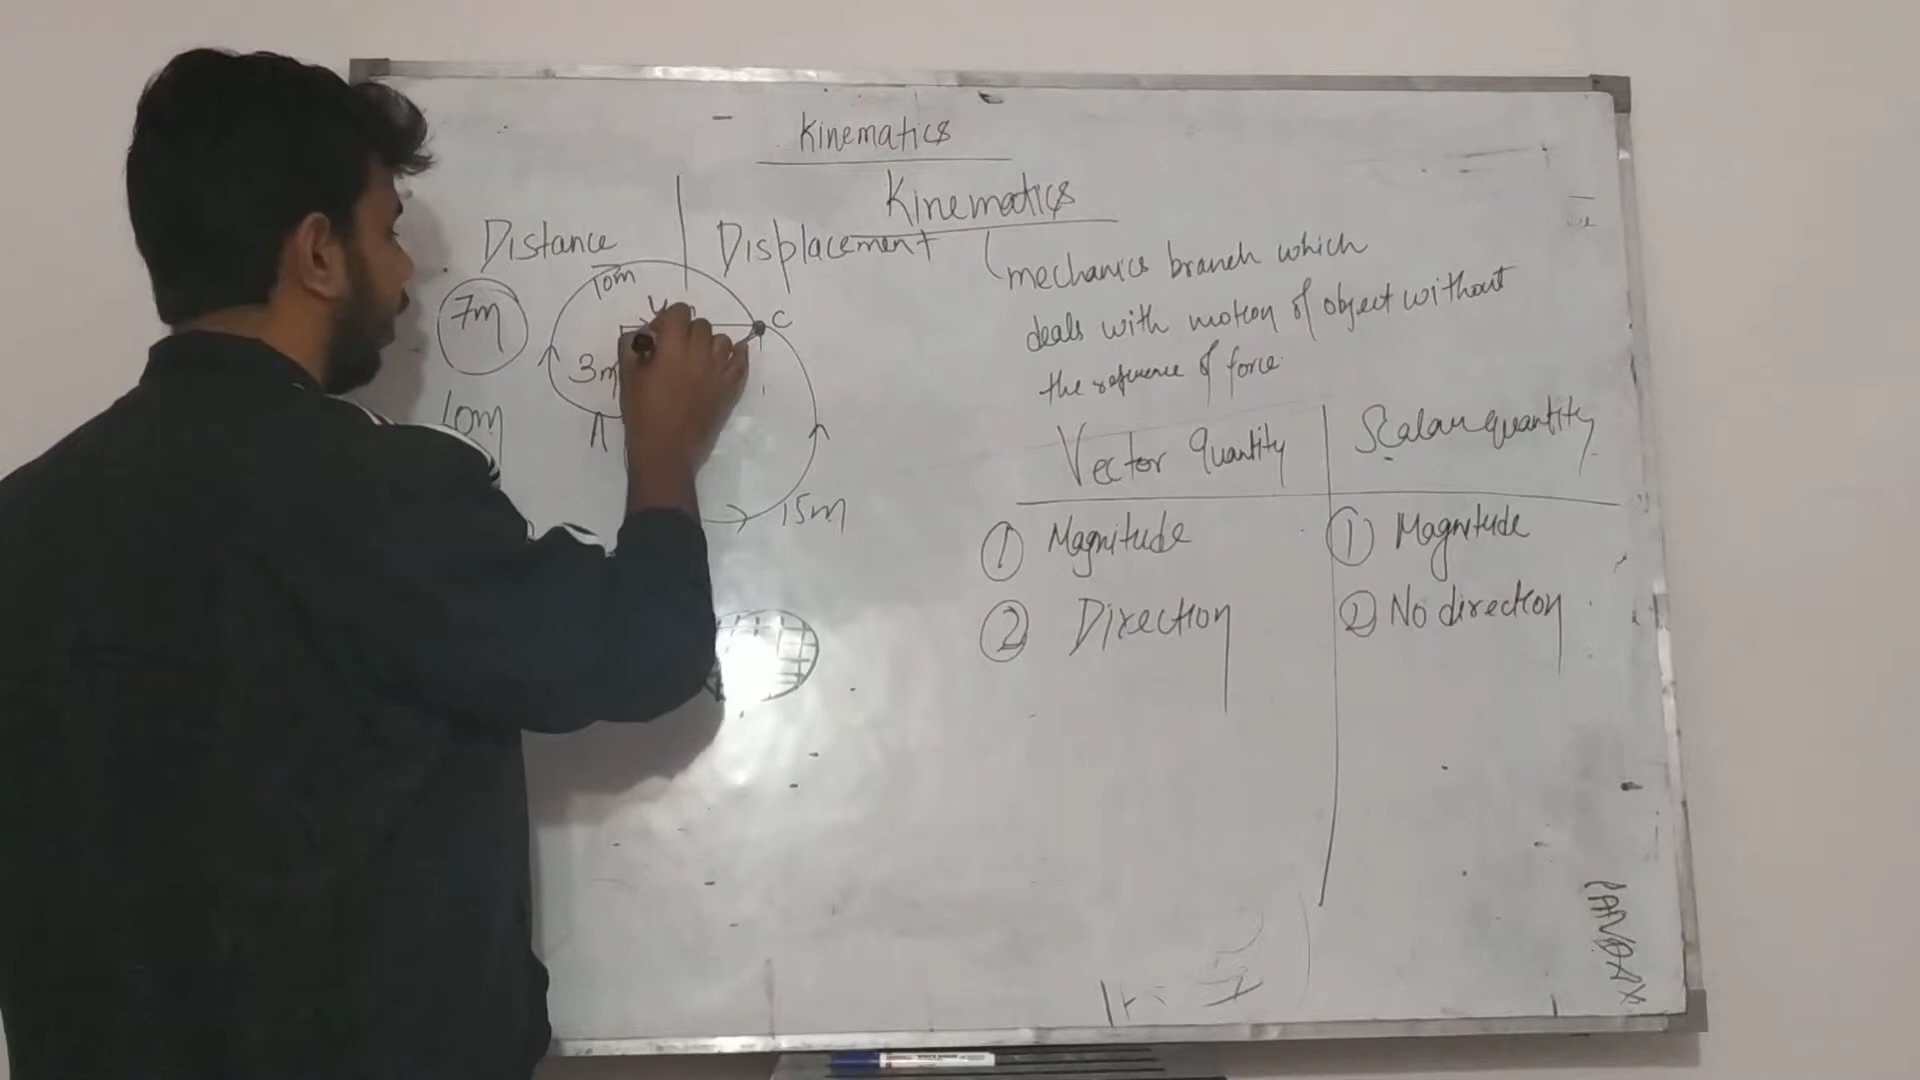 Kinematics
Kinematics
Distance
Displacement
mechanics branch which
deals with motion of object without
the reference of force
10m
7m
C
3m
A
10m
15m
Vector Quantity
Scalar quantity
① Magnitude
② Direction
① Magnitude
② No direction